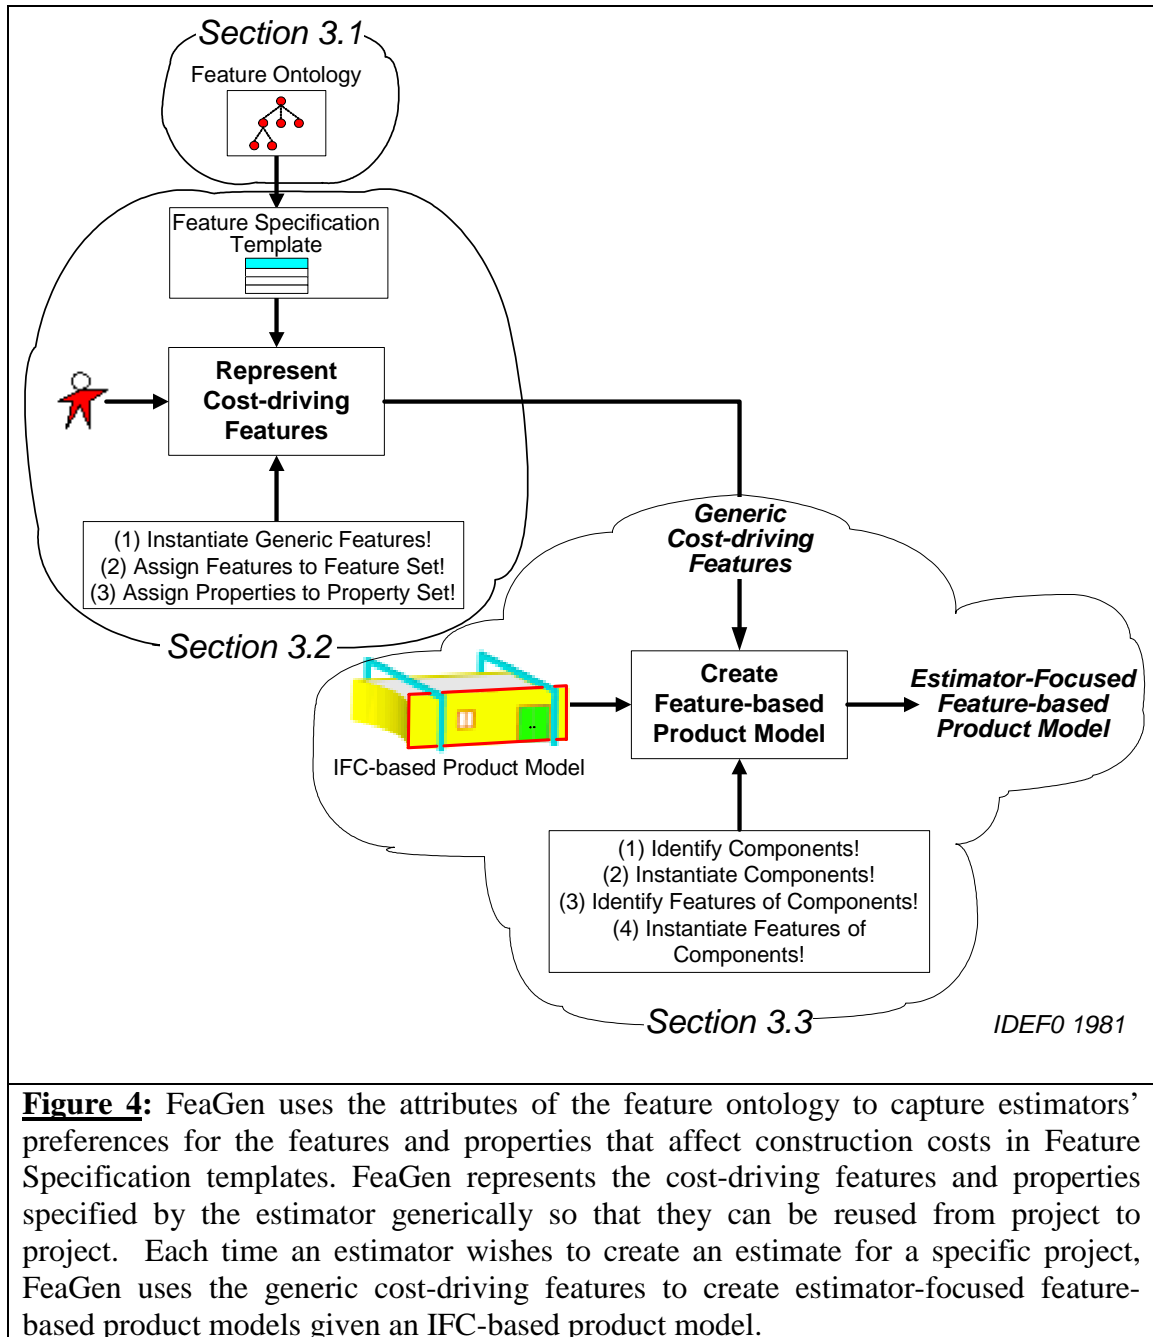 Section 3.1
Feature Ontology
Feature Specification
Template
Represent
Cost-driving
Features
(1) Instantiate Generic Features!
(2) Assign Features to Feature Set!
(3) Assign Properties to Property Set!
Section 3.2
Generic
Cost-driving
Features
IFC-based Product Model
Create
Feature-based
Product Model
Estimator-Focused
Feature-based
Product Model
(1) Identify Components!
(2) Instantiate Components!
(3) Identify Features of Components!
(4) Instantiate Features of
Components!
Section 3.3
IDEF0 1981
Figure 4: FeaGen uses the attributes of the feature ontology to capture estimators’
preferences for the features and properties that affect construction costs in Feature
Specification templates. FeaGen represents the cost-driving features and properties
specified by the estimator generically so that they can be reused from project to
project. Each time an estimator wishes to create an estimate for a specific project,
FeaGen uses the generic cost-driving features to create estimator-focused feature-
based product models given an IFC-based product model.